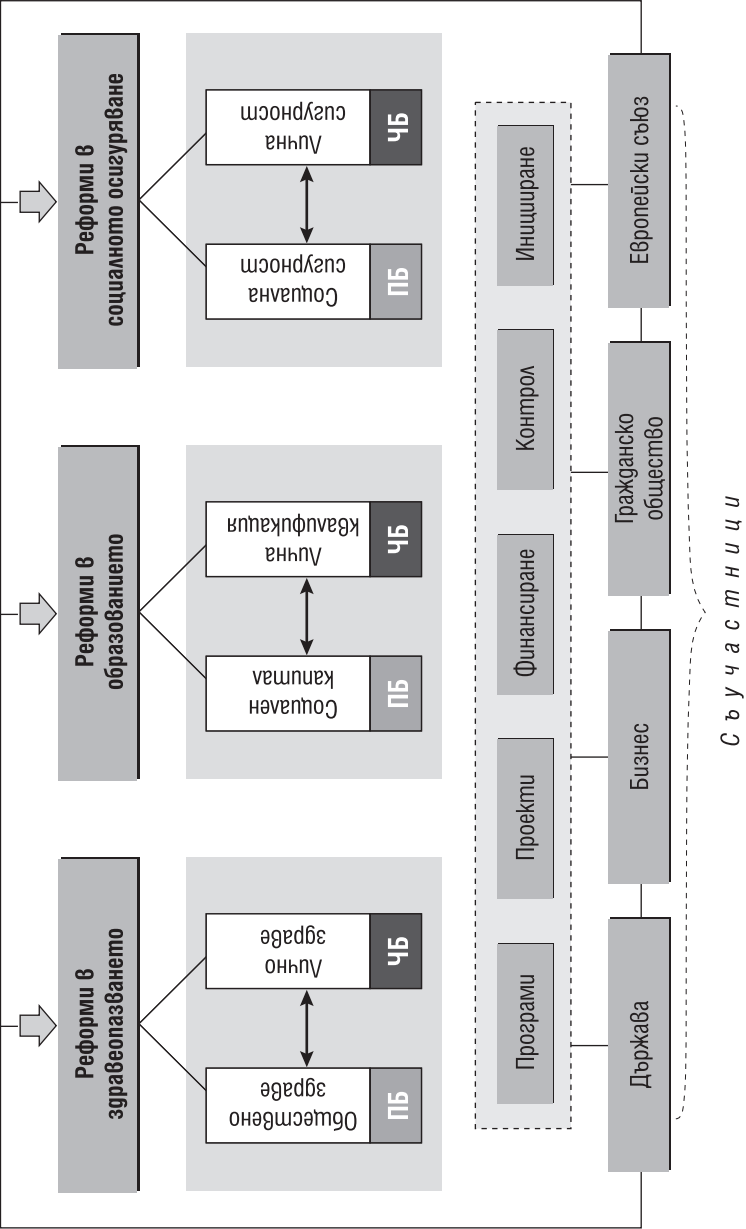 Реформи в
здравеопазването
Реформи в
образованието
Реформи в
социалното осигуряване
Обществено
здраве
ПБ
Лично
здраве
ЧБ
Социален
капитал
ПБ
Лична
квалификация
ЧБ
Социална
сигурност
ПБ
Лична
сигурност
ЧБ
Програми
Проекти
Финансиране
Контрол
Иницииране
Държава
Бизнес
Гражданско
общество
Европейски съюз
Съучастници